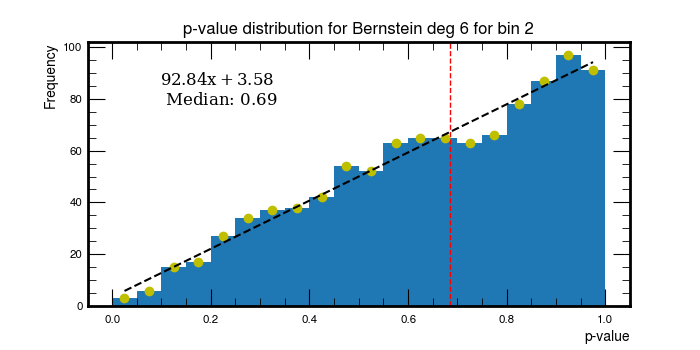 p-value distribution for Bernstein deg 6 for bin 2
Frequency
100
80
60
40
20
0
92.84x + 3.58
Median: 0.69
0.0 0.2 0.4 0.6 0.8 1.0
p-value